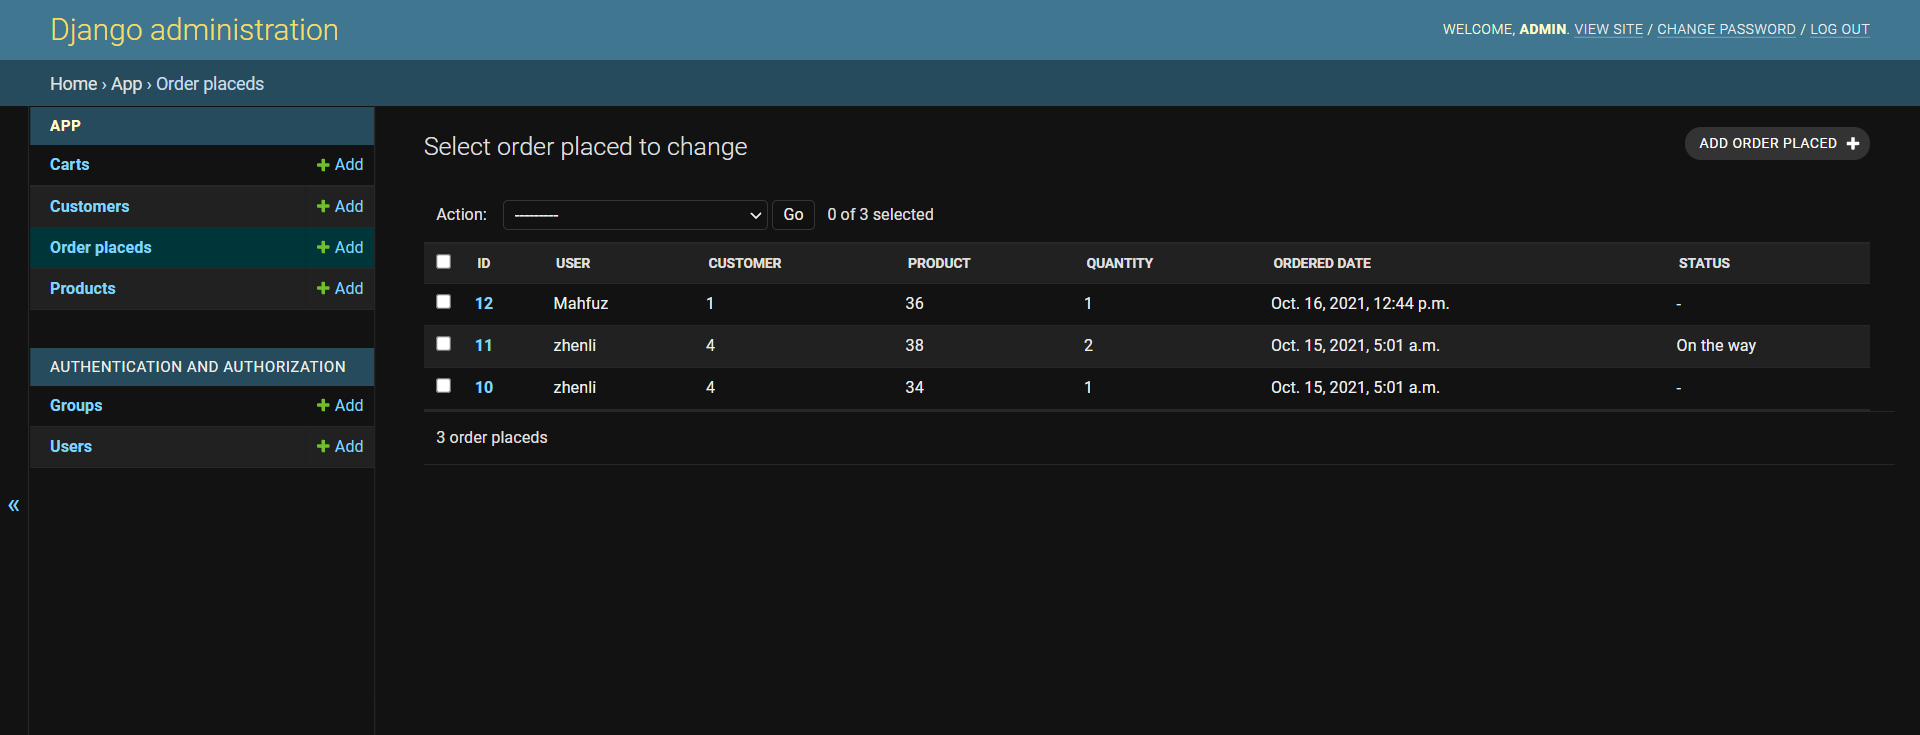 Django administration
WELCOME, ADMIN. VIEW SITE / CHANGE PASSWORD / LOG OUT
Home › App › Order placeds
APP
Carts + Add
Customers + Add
Order placeds + Add
Products + Add
AUTHENTICATION AND AUTHORIZATION
Groups + Add
Users + Add
«
Select order placed to change
ADD ORDER PLACED +
Action: --------- Go 0 of 3 selected
ID USER CUSTOMER PRODUCT QUANTITY ORDERED DATE STATUS
12 Mahfuz 1 36 1 Oct. 16, 2021, 12:44 p.m. -
11 zhenli 4 38 2 Oct. 15, 2021, 5:01 a.m. On the way
10 zhenli 4 34 1 Oct. 15, 2021, 5:01 a.m. -
3 order placeds